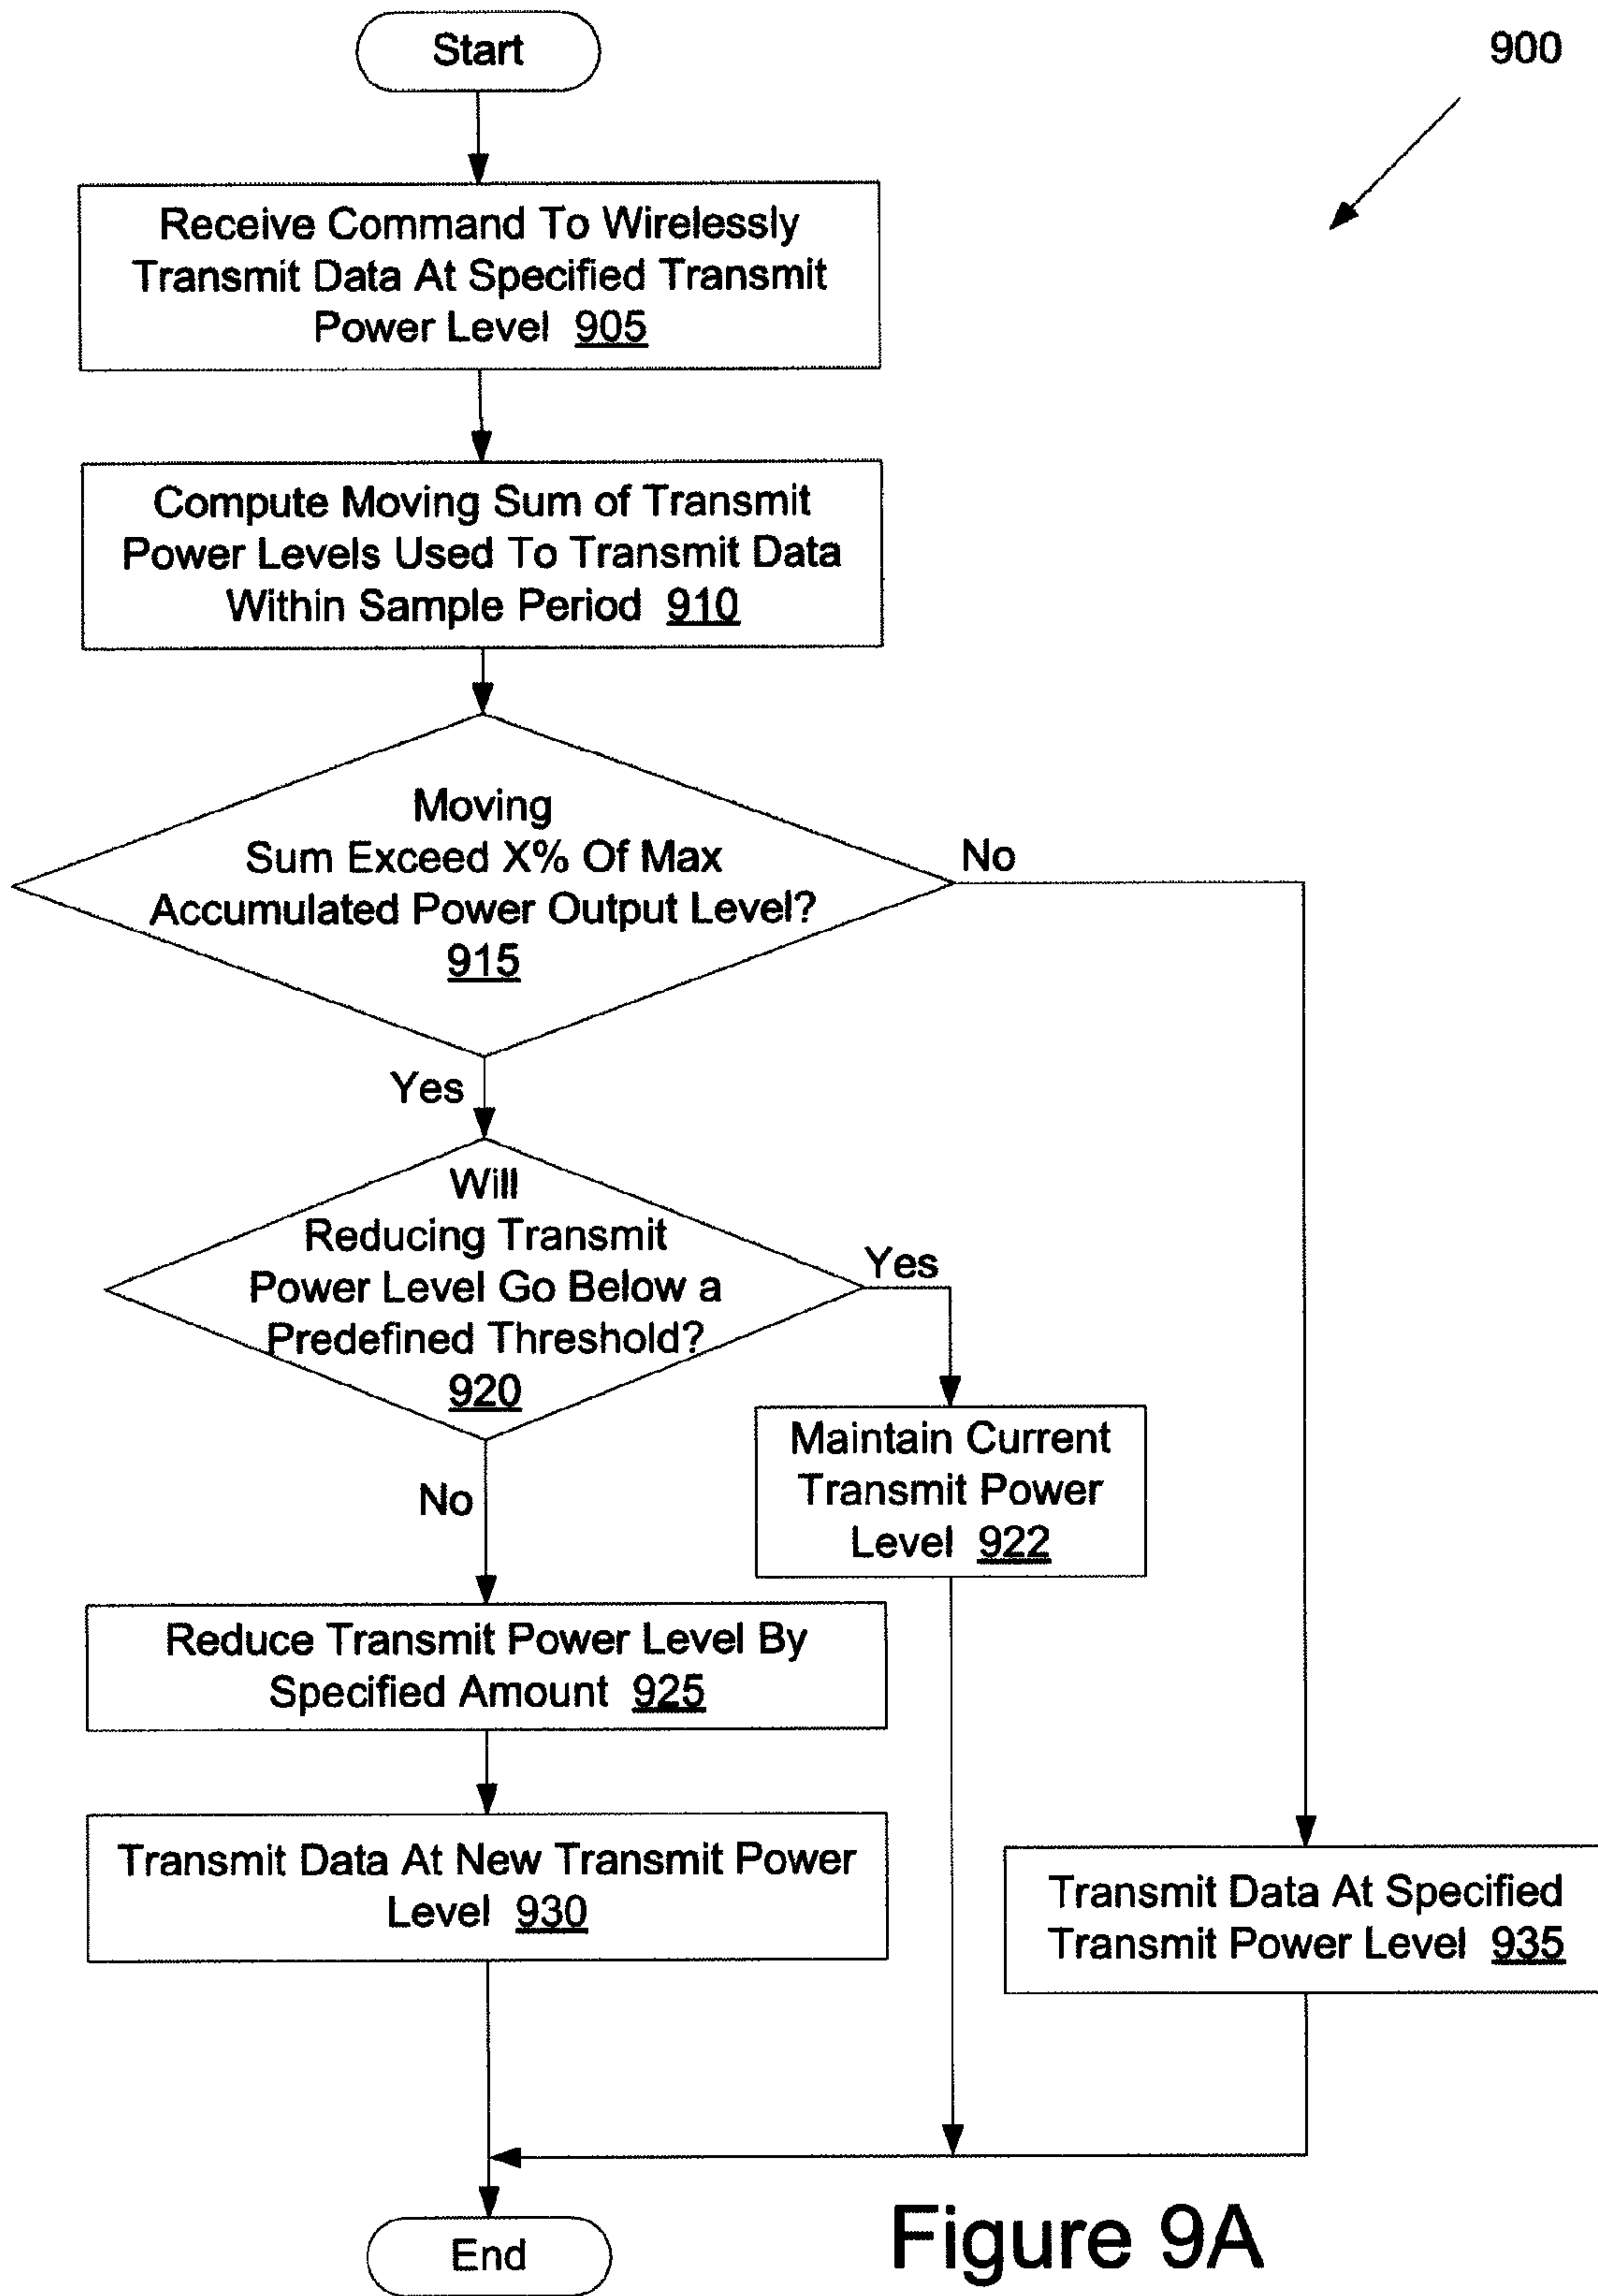 Start
900
Receive Command To Wirelessly
Transmit Data At Specified Transmit
Power Level 905
Compute Moving Sum of Transmit
Power Levels Used To Transmit Data
Within Sample Period 910
Moving
Sum Exceed X% Of Max
Accumulated Power Output Level?
915
No
Yes
Will
Reducing Transmit
Power Level Go Below a
Predefined Threshold?
920
Yes
No
Maintain Current
Transmit Power
Level 922
Reduce Transmit Power Level By
Specified Amount 925
Transmit Data At New Transmit Power
Level 930
Transmit Data At Specified
Transmit Power Level 935
End
Figure 9A